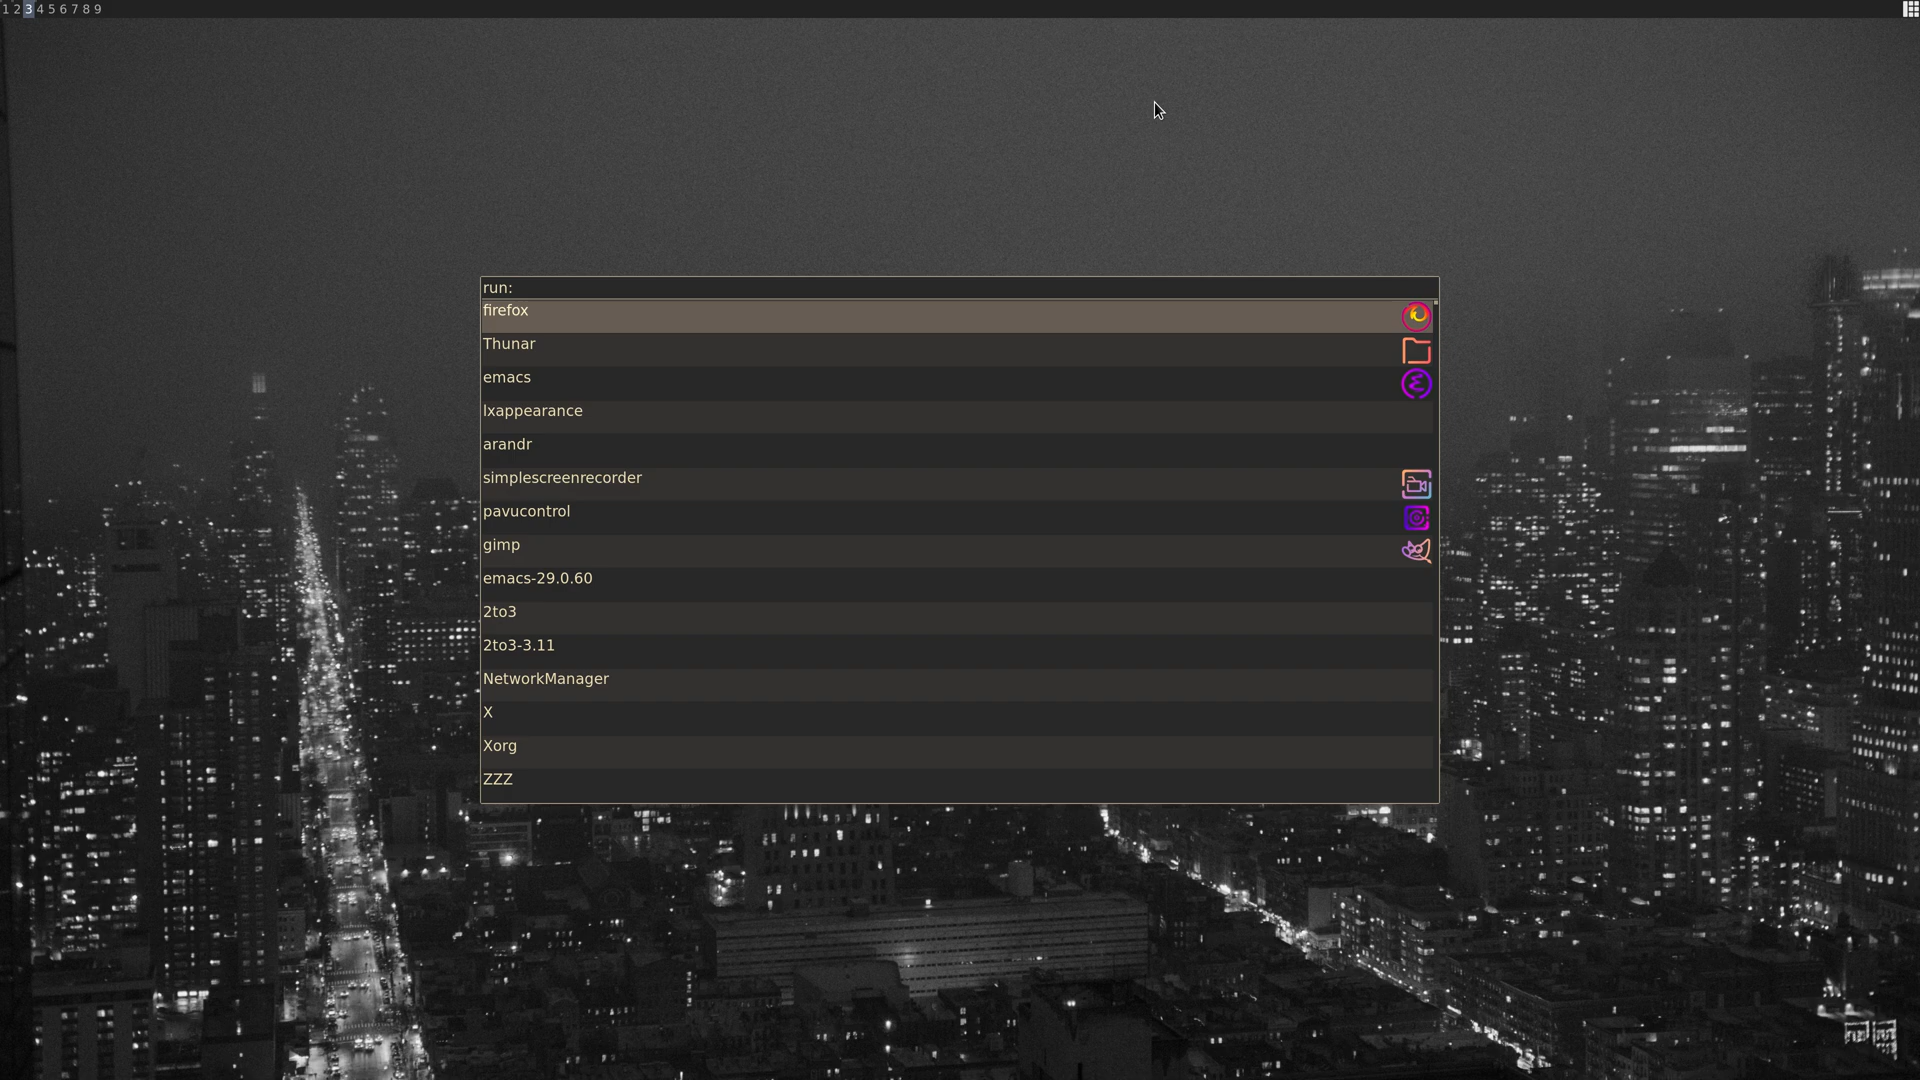 1 2 3 4 5 6 7 8 9
run:
firefox
Thunar
emacs
lxappearance
arandr
simplescreenrecorder
pavucontrol
gimp
emacs-29.0.60
2to3
2to3-3.11
NetworkManager
X
Xorg
ZZZ